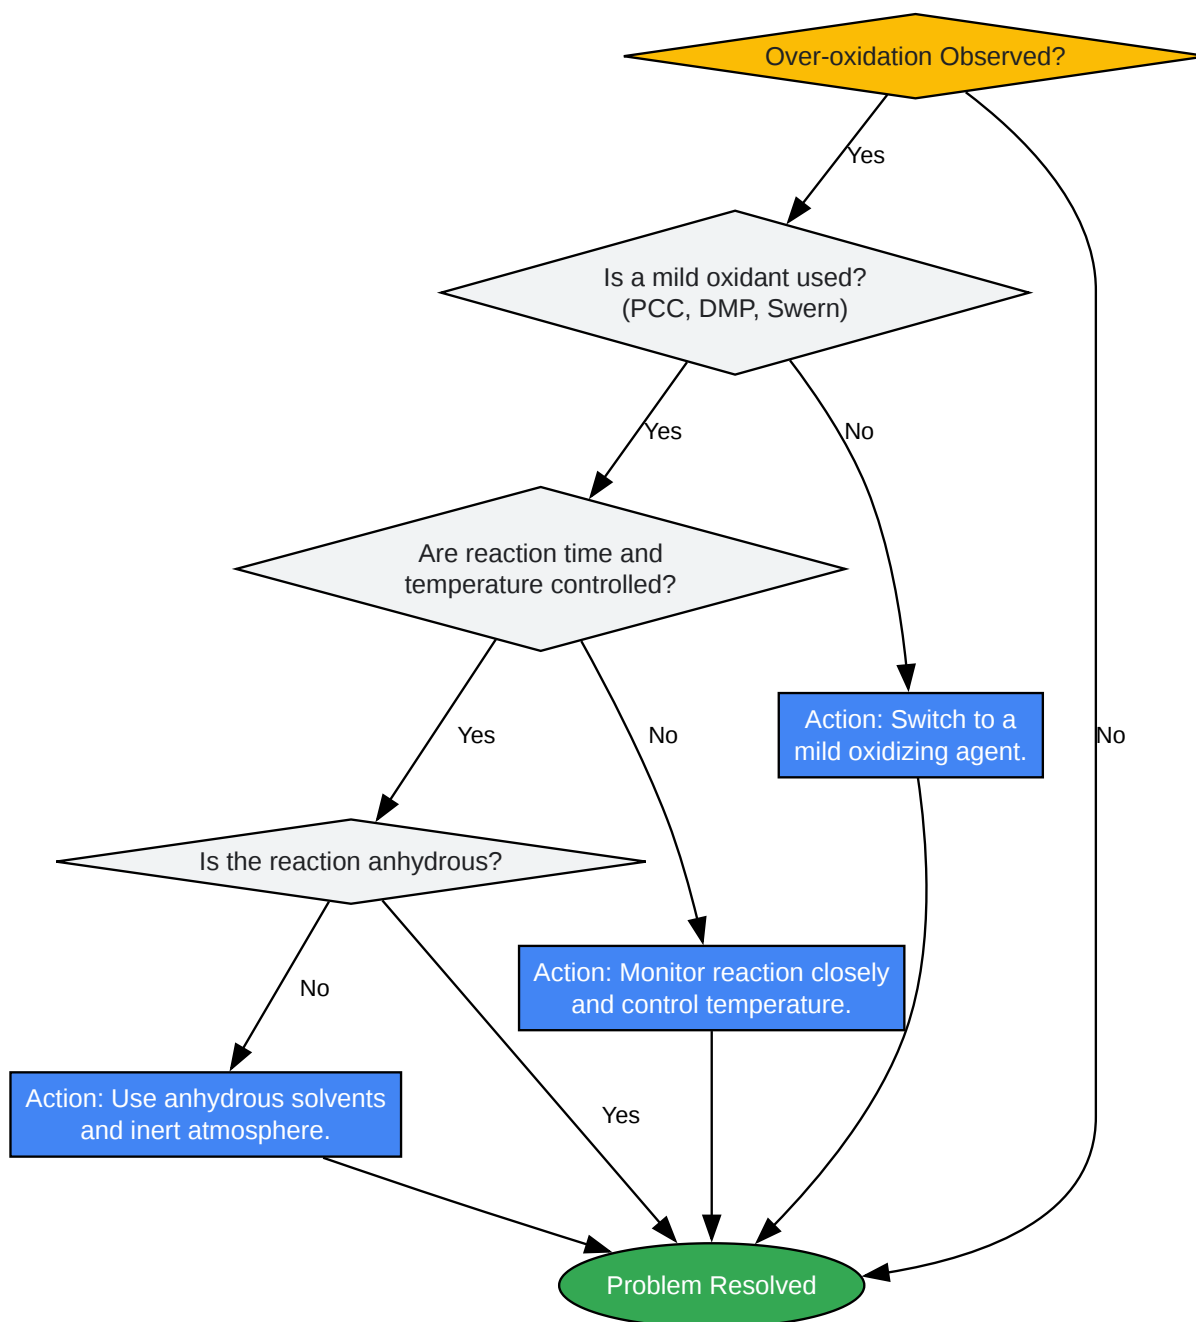 Over-oxidation Observed?
Yes
Is a mild oxidant used?
(PCC, DMP, Swern)
Yes
No
Are reaction time and
temperature controlled?
Action: Switch to a
mild oxidizing agent.
Yes
No
No
Is the reaction anhydrous?
Action: Monitor reaction closely
and control temperature.
No
Action: Use anhydrous solvents
and inert atmosphere.
Yes
Problem Resolved